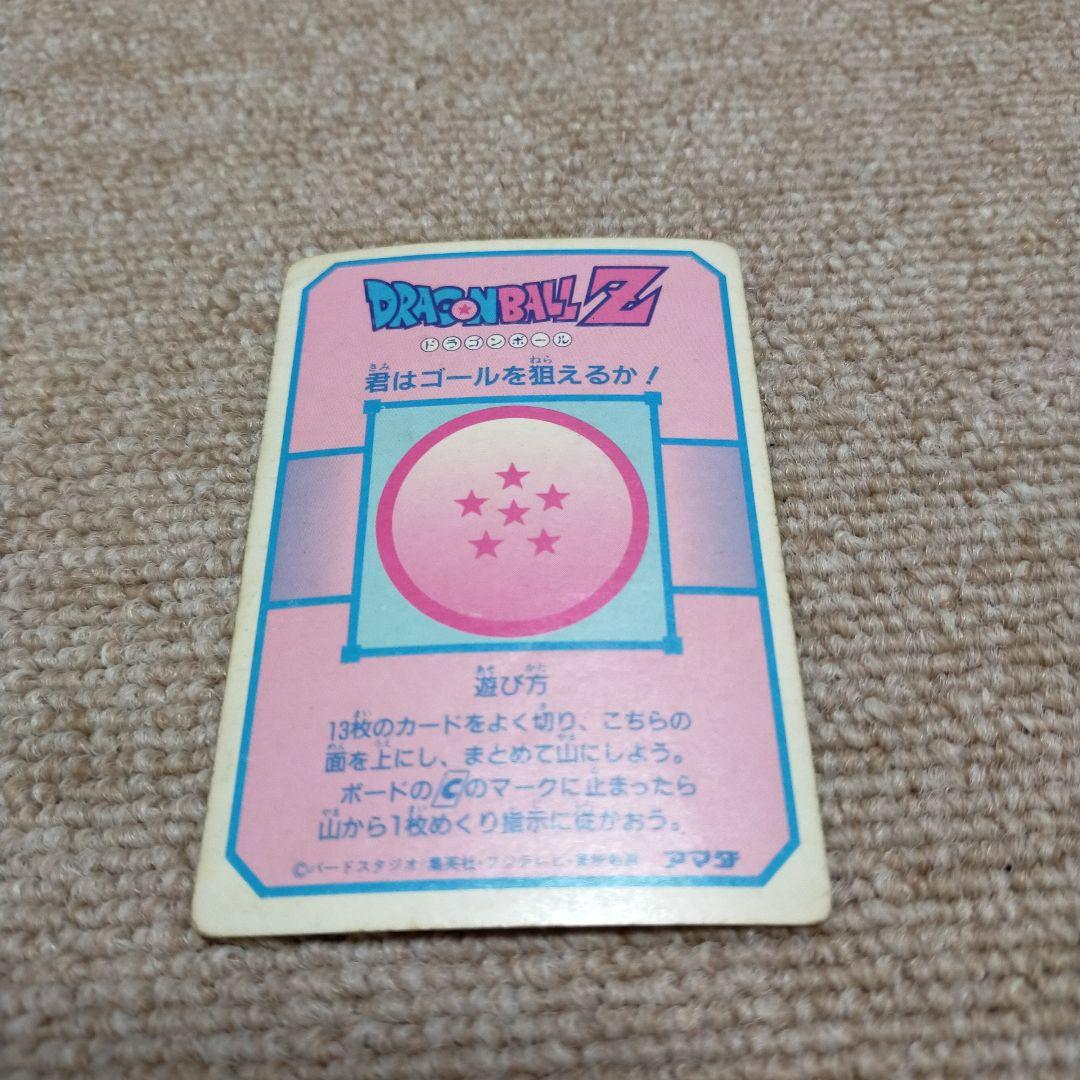 DRAGONBALL Z
ドラゴンボール
君はゴールを狙えるか！
遊び方
13枚のカードをよく切り、こちらの
面を上にし、まとめて山にしよう。
ボードのCのマークに止まったら
山から1枚めくり指示に従がおう。
©バードスタジオ/集英社・フジテレビ・東映動画 アマダ